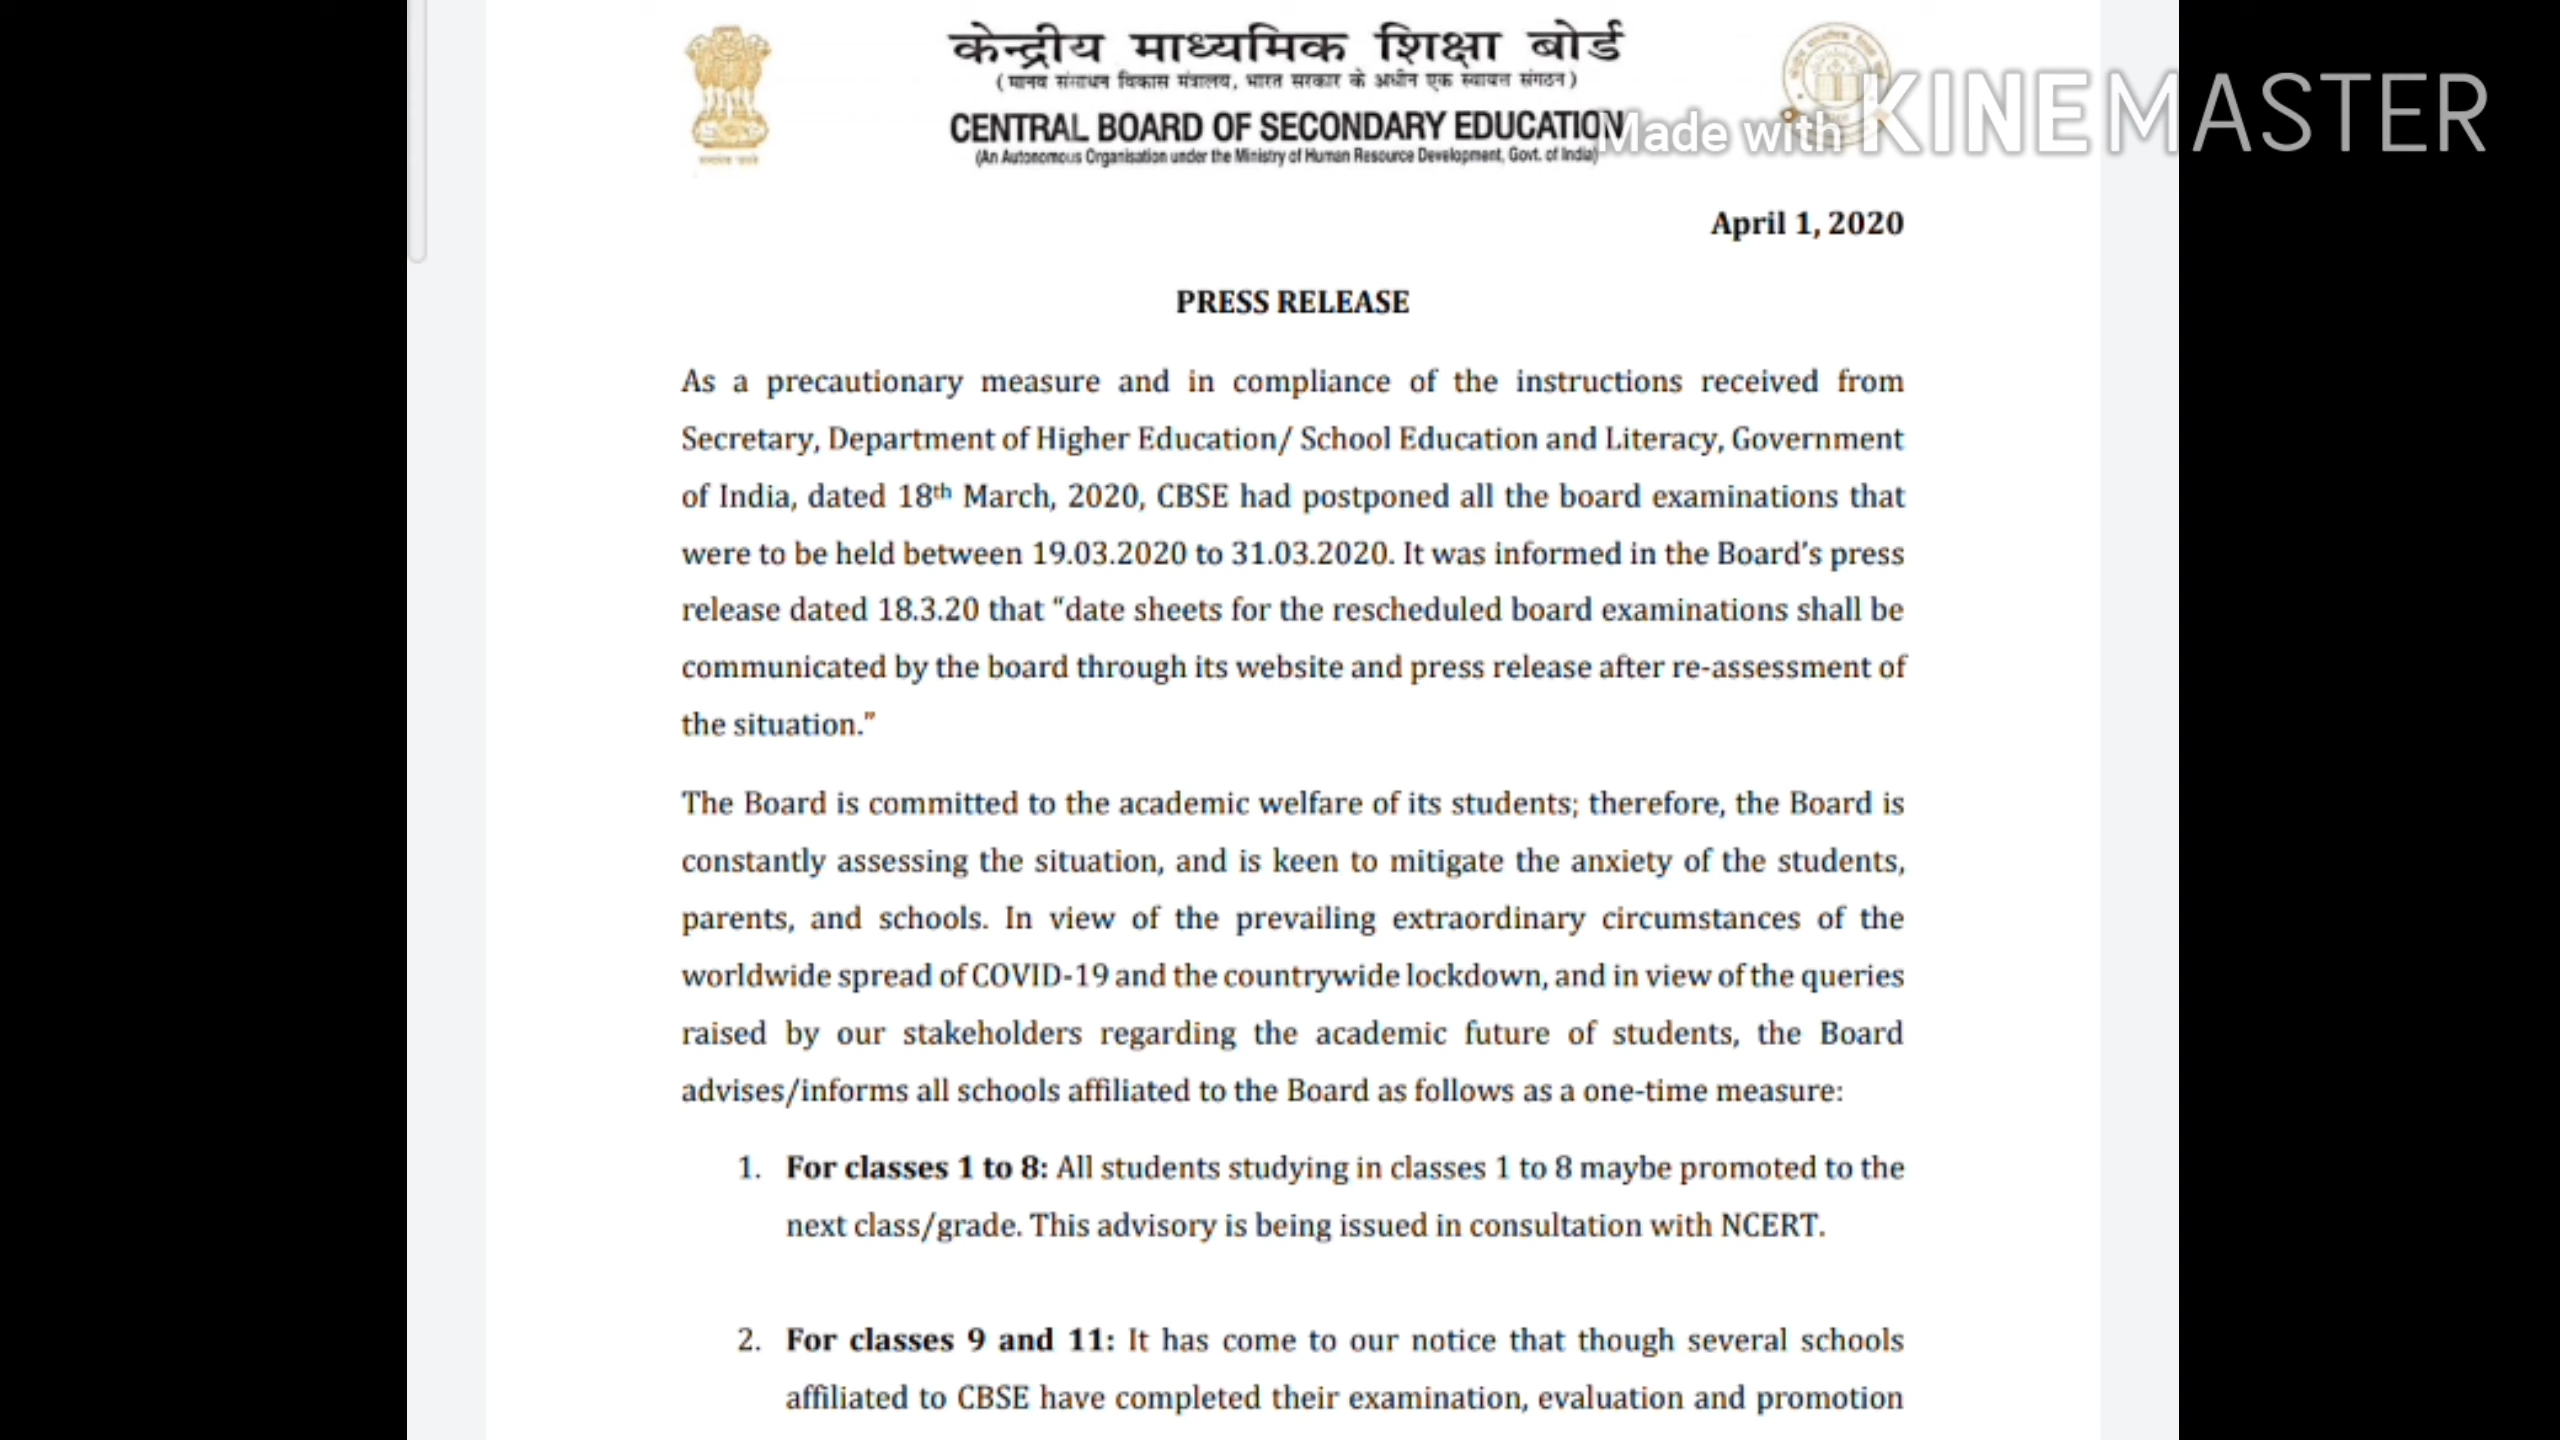 केन्द्रीय माध्यमिक शिक्षा बोर्ड
(मानव संसाधन विकास मंत्रालय, भारत सरकार के अधीन एक स्वायत्त संगठन)
CENTRAL BOARD OF SECONDARY EDUCATION
(An Autonomous Organisation under the Ministry of Human Resource Development, Govt. of India)
Made with KINEMASTER
April 1, 2020
PRESS RELEASE
As a precautionary measure and in compliance of the instructions received from
Secretary, Department of Higher Education/ School Education and Literacy, Government
of India, dated 18th March, 2020, CBSE had postponed all the board examinations that
were to be held between 19.03.2020 to 31.03.2020. It was informed in the Board's press
release dated 18.3.20 that "date sheets for the rescheduled board examinations shall be
communicated by the board through its website and press release after re-assessment of
the situation."
The Board is committed to the academic welfare of its students; therefore, the Board is
constantly assessing the situation, and is keen to mitigate the anxiety of the students,
parents, and schools. In view of the prevailing extraordinary circumstances of the
worldwide spread of COVID-19 and the countrywide lockdown, and in view of the queries
raised by our stakeholders regarding the academic future of students, the Board
advises/informs all schools affiliated to the Board as follows as a one-time measure:
1. For classes 1 to 8: All students studying in classes 1 to 8 maybe promoted to the
next class/grade. This advisory is being issued in consultation with NCERT.
2. For classes 9 and 11: It has come to our notice that though several schools
affiliated to CBSE have completed their examination, evaluation and promotion